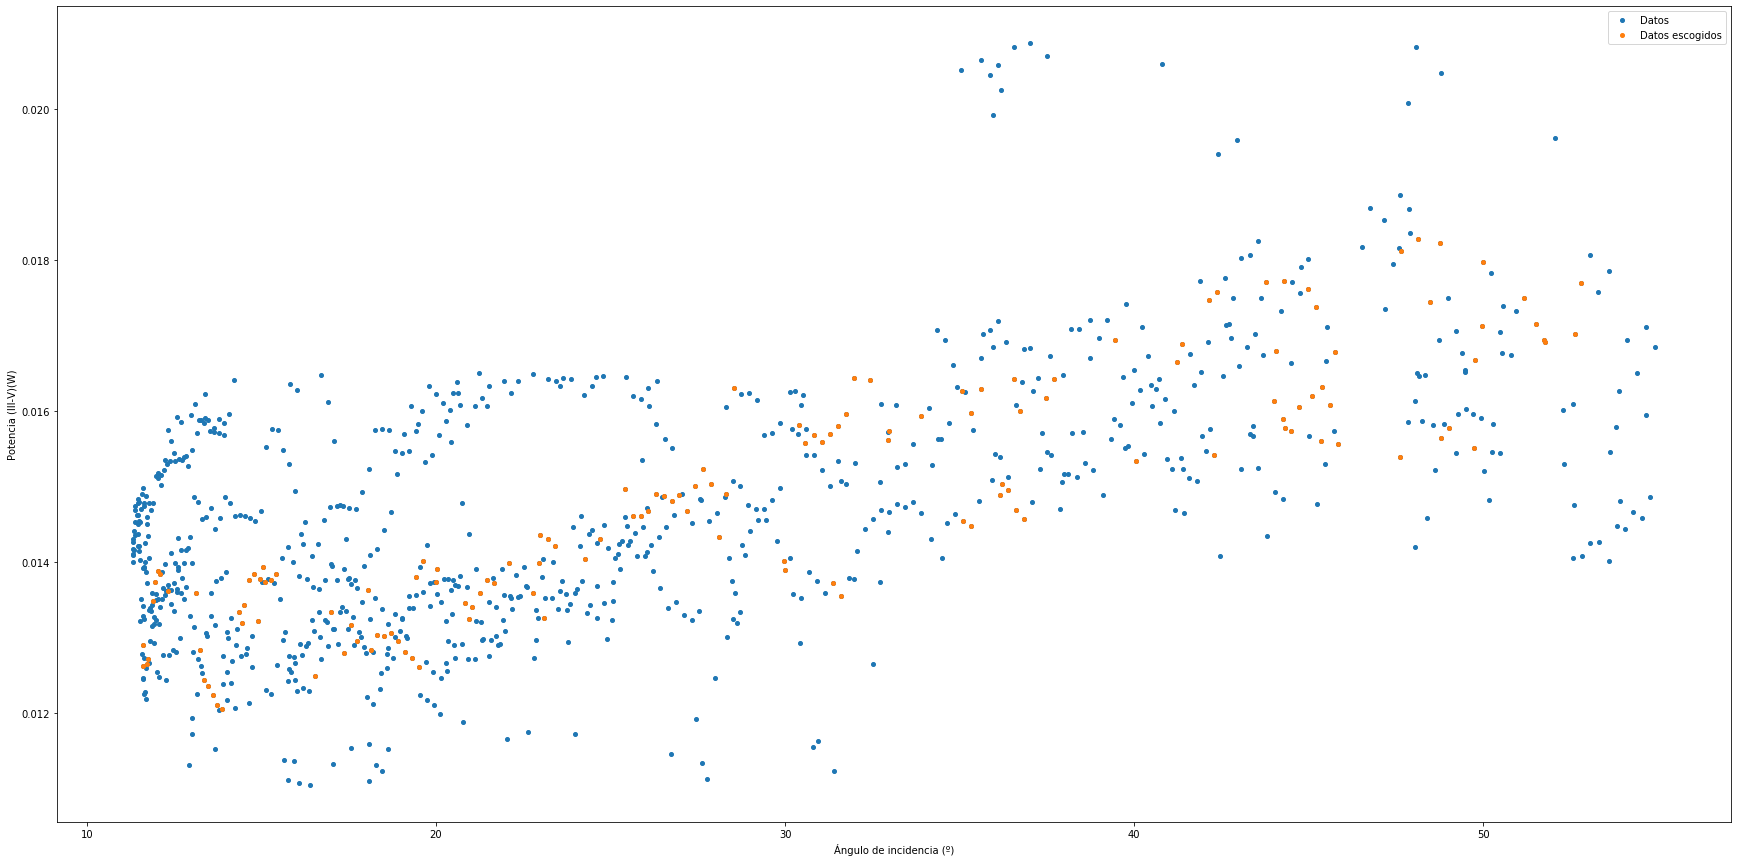 Datos
Datos escogidos
0.020
0.018
0.016
0.014
0.012
Potencia (III-V)(W)
10
20
30
40
50
Ángulo de incidencia (º)